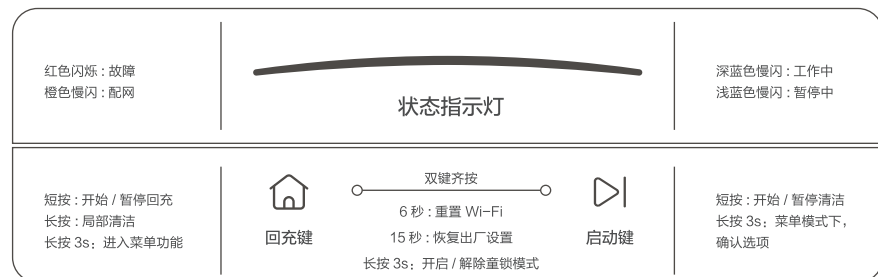 红色闪烁 : 故障
橙色慢闪 : 配网
状态指示灯
深蓝色慢闪 : 工作中
浅蓝色慢闪 : 暂停中
短按 : 开始 / 暂停回充
长按 : 局部清洁
长按 3s；进入菜单功能
回充键
双键齐按
6 秒 : 重置 Wi-Fi
15 秒 : 恢复出厂设置
长按 3s；开启 / 解除童锁模式
启动键
短按 : 开始 / 暂停清洁
长按 3s；菜单模式下，
确认选项